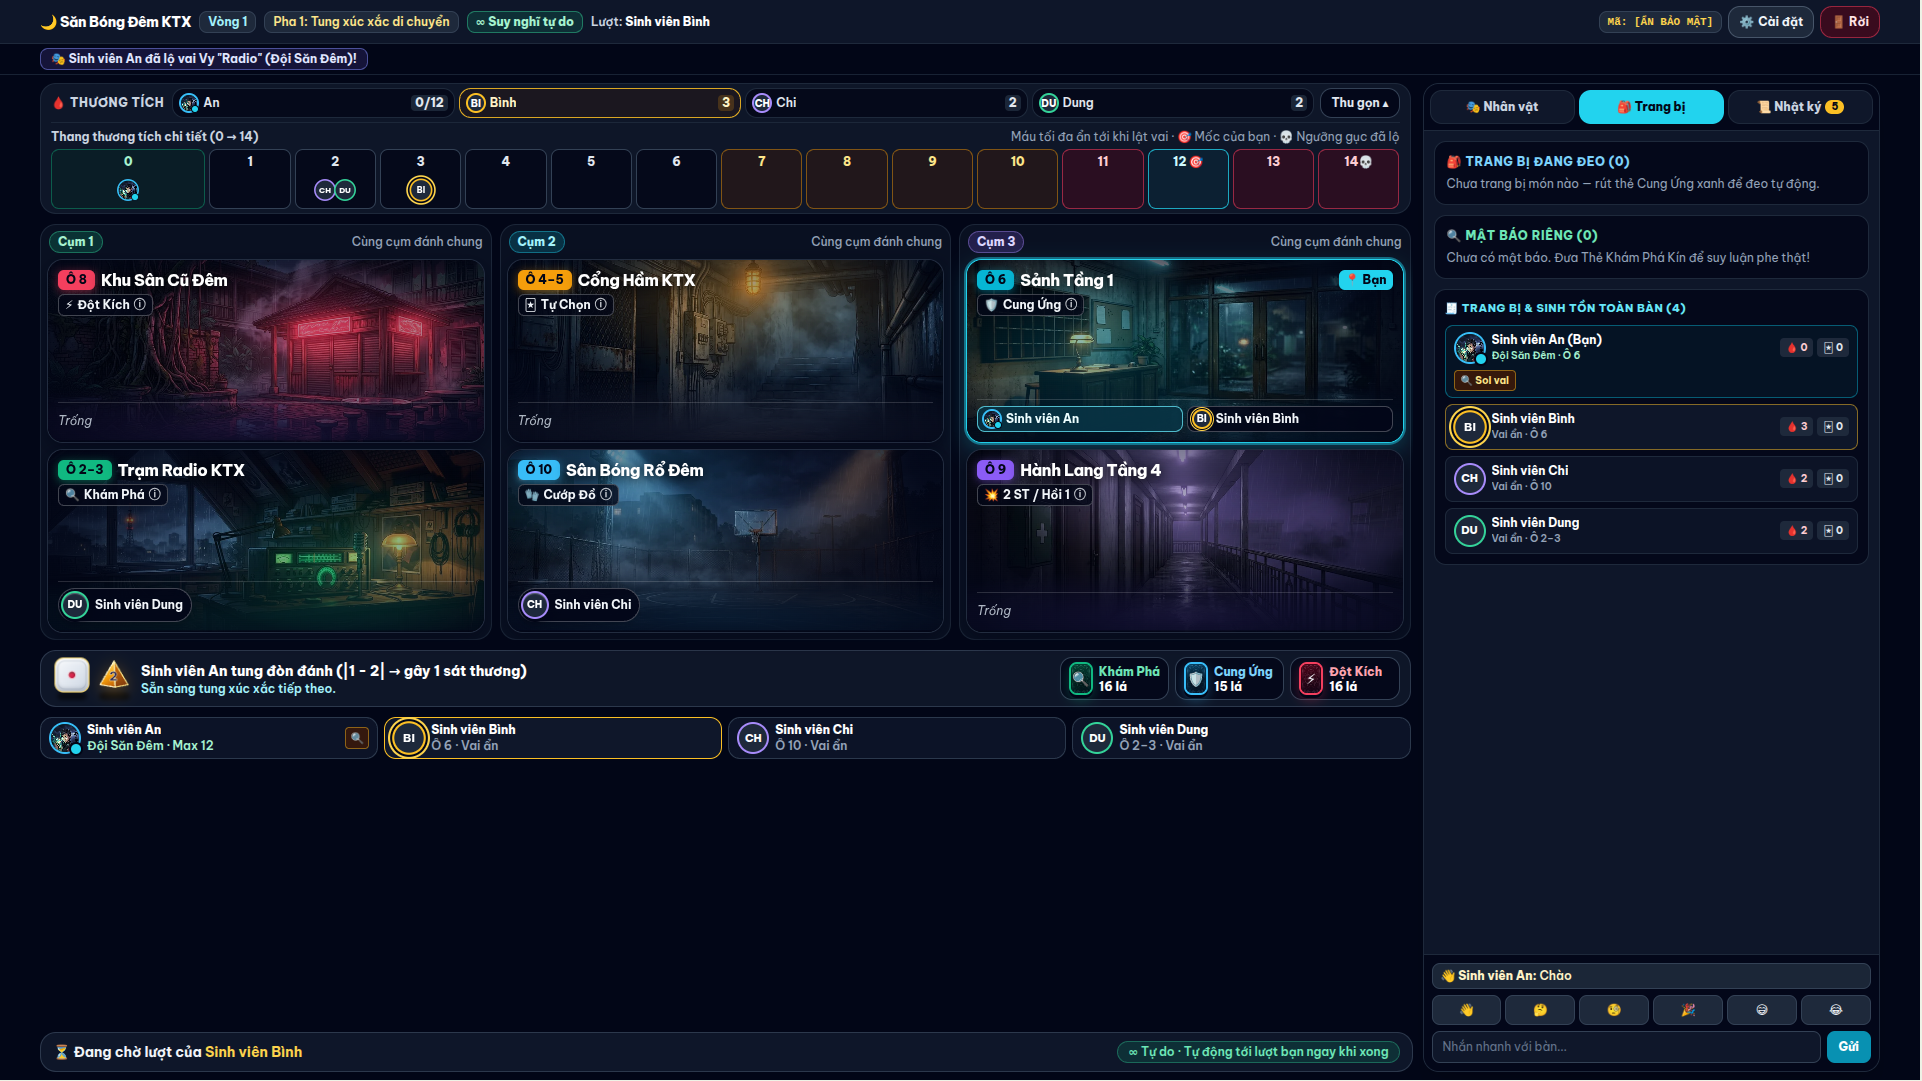 🌙 Săn Bóng Đêm KTX
Vòng 1
Pha 1: Tung xúc xắc di chuyển
∞ Suy nghĩ tự do
Lượt: Sinh viên Bình
Mã: [ẨN BẢO MẬT]
⚙️ Cài đặt
🚪 Rời
🎭 Sinh viên An đã lộ vai Vy "Radio" (Đội Săn Đêm)!
🩸 THƯƠNG TÍCH
An
0/12
BI Bình
3
CH Chi
2
DU Dung
2
Thu gọn ▴
Thang thương tích chi tiết (0 → 14)
Máu tối đa ẩn tới khi lật vai · 🎯 Mốc của bạn · 💀 Ngưỡng gục đã lộ
0 1 2 3 4 5 6 7 8 9 10 11 12 🎯 13 14💀
CH DU BI
Cụm 1
Cùng cụm đánh chung
Ô 8 Khu Sân Cũ Đêm
⚡ Đột Kích ⓘ
Trống
Ô 2-3 Trạm Radio KTX
🔍 Khám Phá ⓘ
DU Sinh viên Dung
Cụm 2
Cùng cụm đánh chung
Ô 4-5 Cổng Hầm KTX
🃏 Tự Chọn ⓘ
Trống
Ô 10 Sân Bóng Rổ Đêm
🧤 Cướp Đồ ⓘ
CH Sinh viên Chi
Cụm 3
Cùng cụm đánh chung
Ô 6 Sảnh Tầng 1
📍 Bạn
🛡️ Cung Ứng ⓘ
Sinh viên An
BI Sinh viên Bình
Ô 9 Hành Lang Tầng 4
💥 2 ST / Hồi 1 ⓘ
Trống
2
Sinh viên An tung đòn đánh (|1 - 2| → gây 1 sát thương)
Sẵn sàng tung xúc xắc tiếp theo.
🔍 Khám Phá
16 lá
🛡️ Cung Ứng
15 lá
⚡ Đột Kích
16 lá
Sinh viên An
Đội Săn Đêm · Max 12
🔍
BI Sinh viên Bình
Ô 6 · Vai ẩn
CH Sinh viên Chi
Ô 10 · Vai ẩn
DU Sinh viên Dung
Ô 2-3 · Vai ẩn
⏳ Đang chờ lượt của Sinh viên Bình
∞ Tự do · Tự động tới lượt bạn ngay khi xong
🎭 Nhân vật
🎒 Trang bị
📜 Nhật ký 5
🎒 TRANG BỊ ĐANG ĐEO (0)
Chưa trang bị món nào — rút thẻ Cung Ứng xanh để đeo tự động.
🔍 MẬT BÁO RIÊNG (0)
Chưa có mật báo. Đưa Thẻ Khám Phá Kín để suy luận phe thật!
🧾 TRANG BỊ & SINH TỒN TOÀN BÀN (4)
Sinh viên An (Bạn)
Đội Săn Đêm · Ô 6
🩸 0 🃏 0
🔍 Soi vai
BI Sinh viên Bình
Vai ẩn · Ô 6
🩸 3 🃏 0
CH Sinh viên Chi
Vai ẩn · Ô 10
🩸 2 🃏 0
DU Sinh viên Dung
Vai ẩn · Ô 2-3
🩸 2 🃏 0
👋 Sinh viên An: Chào
Nhắn nhanh với bàn...
Gửi